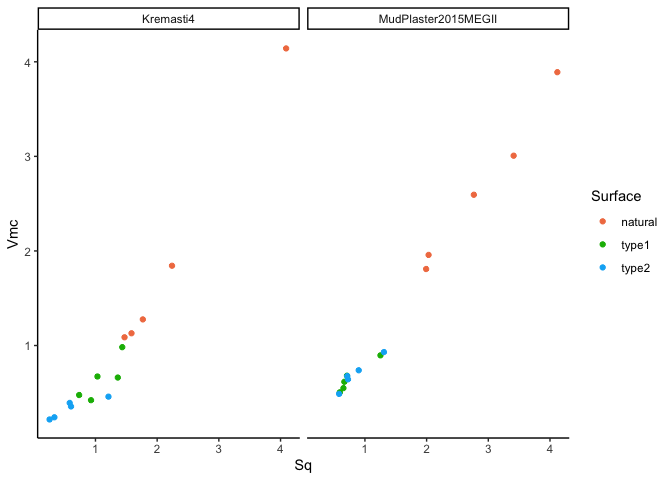 Kremasti4 MudPlaster2015MEGII
4
3
2
1
Vmc
1 2 3 4 1 2 3 4
Sq
Surface
natural
type1
type2